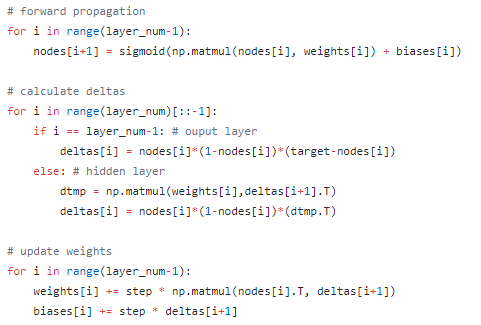 # forward propagation
for i in range(layer_num-1):
    nodes[i+1] = sigmoid(np.matmul(nodes[i], weights[i]) + biases[i])

# calculate deltas
for i in range(layer_num)[::-1]:
    if i == layer_num-1: # ouput layer
        deltas[i] = nodes[i]*(1-nodes[i])*(target-nodes[i])
    else: # hidden layer
        dtmp = np.matmul(weights[i],deltas[i+1].T)
        deltas[i] = nodes[i]*(1-nodes[i])*(dtmp.T)

# update weights
for i in range(layer_num-1):
    weights[i] += step * np.matmul(nodes[i].T, deltas[i+1])
    biases[i] += step * deltas[i+1]